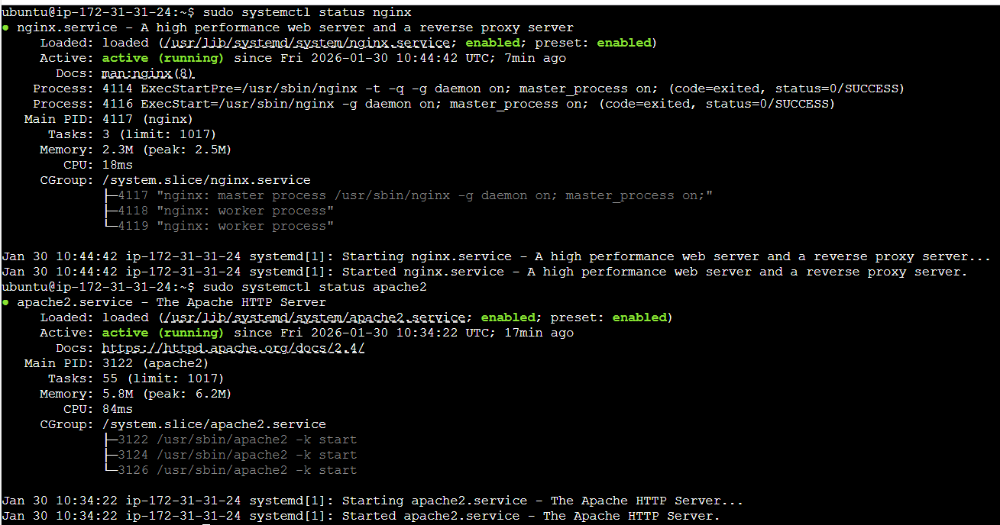 ubuntu@ip-172-31-31-24:~$ sudo systemctl status nginx
● nginx.service - A high performance web server and a reverse proxy server
     Loaded: loaded (/usr/lib/systemd/system/nginx.service; enabled; preset: enabled)
     Active: active (running) since Fri 2026-01-30 10:44:42 UTC; 7min ago
       Docs: man:nginx(8)
    Process: 4114 ExecStartPre=/usr/sbin/nginx -t -q -g daemon on; master_process on; (code=exited, status=0/SUCCESS)
    Process: 4116 ExecStart=/usr/sbin/nginx -g daemon on; master_process on; (code=exited, status=0/SUCCESS)
   Main PID: 4117 (nginx)
      Tasks: 3 (limit: 1017)
     Memory: 2.3M (peak: 2.5M)
        CPU: 18ms
     CGroup: /system.slice/nginx.service
             ├─4117 "nginx: master process /usr/sbin/nginx -g daemon on; master_process on;"
             ├─4118 "nginx: worker process"
             └─4119 "nginx: worker process"
Jan 30 10:44:42 ip-172-31-31-24 systemd[1]: Starting nginx.service - A high performance web server and a reverse proxy server...
Jan 30 10:44:42 ip-172-31-31-24 systemd[1]: Started nginx.service - A high performance web server and a reverse proxy server.
ubuntu@ip-172-31-31-24:~$ sudo systemctl status apache2
● apache2.service - The Apache HTTP Server
     Loaded: loaded (/usr/lib/systemd/system/apache2.service; enabled; preset: enabled)
     Active: active (running) since Fri 2026-01-30 10:34:22 UTC; 17min ago
       Docs: https://httpd.apache.org/docs/2.4/
   Main PID: 3122 (apache2)
      Tasks: 55 (limit: 1017)
     Memory: 5.8M (peak: 6.2M)
        CPU: 84ms
     CGroup: /system.slice/apache2.service
             ├─3122 /usr/sbin/apache2 -k start
             ├─3124 /usr/sbin/apache2 -k start
             └─3126 /usr/sbin/apache2 -k start
Jan 30 10:34:22 ip-172-31-31-24 systemd[1]: Starting apache2.service - The Apache HTTP Server...
Jan 30 10:34:22 ip-172-31-31-24 systemd[1]: Started apache2.service - The Apache HTTP Server.